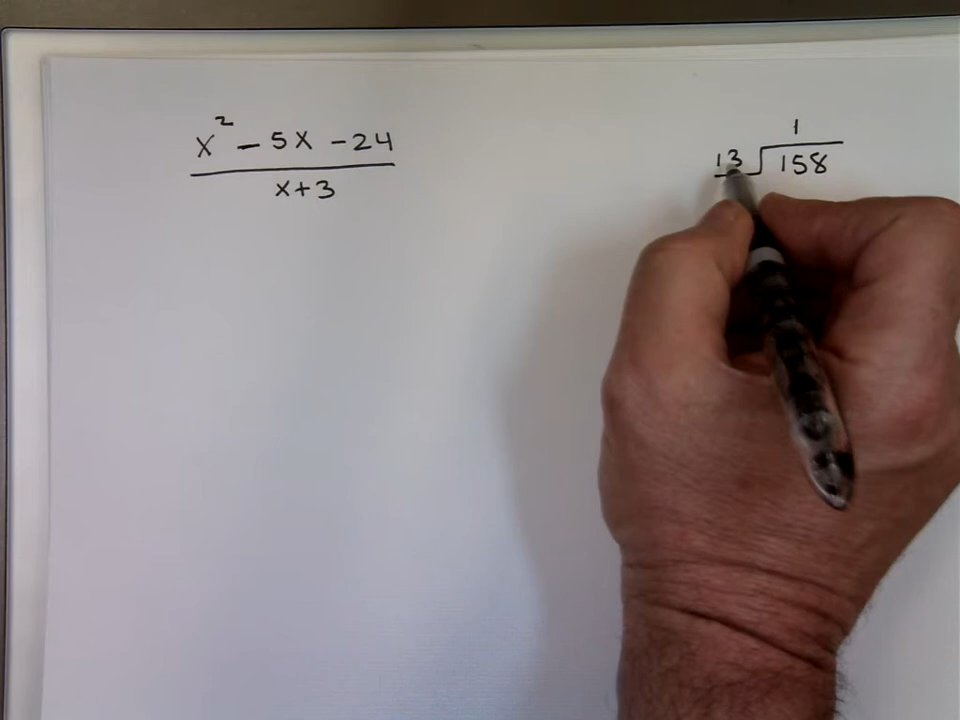 x² - 5x - 24
x+3
1
13 158